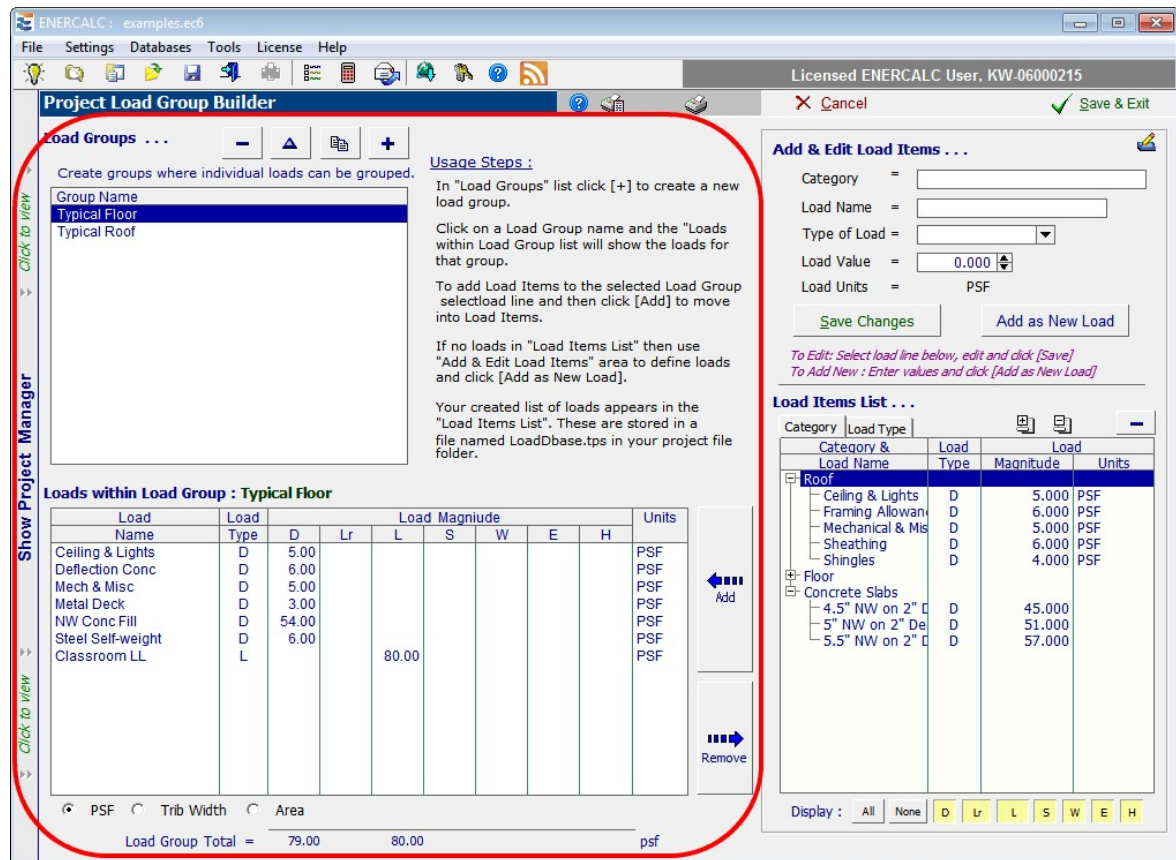 ENERCALC : examples.ec6
File Settings Databases Tools License Help
Licensed ENERCALC User, KW-06000215
Project Load Group Builder
Cancel
Save & Exit
Load Groups ...
Create groups where individual loads can be grouped.
Group Name
Typical Floor
Typical Roof
Usage Steps :
In "Load Groups" list click [+] to create a new
load group.
Click on a Load Group name and the "Loads
within Load Group list will show the loads for
that group.
To add Load Items to the selected Load Group
selectload line and then click [Add] to move
into Load Items.
If no loads in "Load Items List" then use
"Add & Edit Load Items" area to define loads
and click [Add as New Load].
Your created list of loads appears in the
"Load Items List". These are stored in a
file named LoadDbase.tps in your project file
folder.
Click to view
Show Project Manager
Click to view
Loads within Load Group : Typical Floor
Load Load Load Magniude Units
Name Type D Lr L S W E H
Ceiling & Lights D 5.00 PSF
Deflection Conc D 6.00 PSF
Mech & Misc D 5.00 PSF
Metal Deck D 3.00 PSF
NW Conc Fill D 54.00 PSF
Steel Self-weight D 6.00 PSF
Classroom LL L 80.00 PSF
Add
Remove
PSF Trib Width Area
Load Group Total = 79.00 80.00 psf
Add & Edit Load Items ...
Category =
Load Name =
Type of Load =
Load Value = 0.000
Load Units = PSF
Save Changes Add as New Load
To Edit: Select load line below, edit and click [Save]
To Add New : Enter values and click [Add as New Load]
Load Items List ...
Category Load Type
Category & Load Load
Load Name Type Magnitude Units
Roof
Ceiling & Lights D 5.000 PSF
Framing Allowan D 6.000 PSF
Mechanical & Mis D 5.000 PSF
Sheathing D 6.000 PSF
Shingles D 4.000 PSF
Floor
Concrete Slabs
4.5" NW on 2" D D 45.000
5" NW on 2" De D 51.000
5.5" NW on 2" D D 57.000
Display : All None D Lr L S W E H